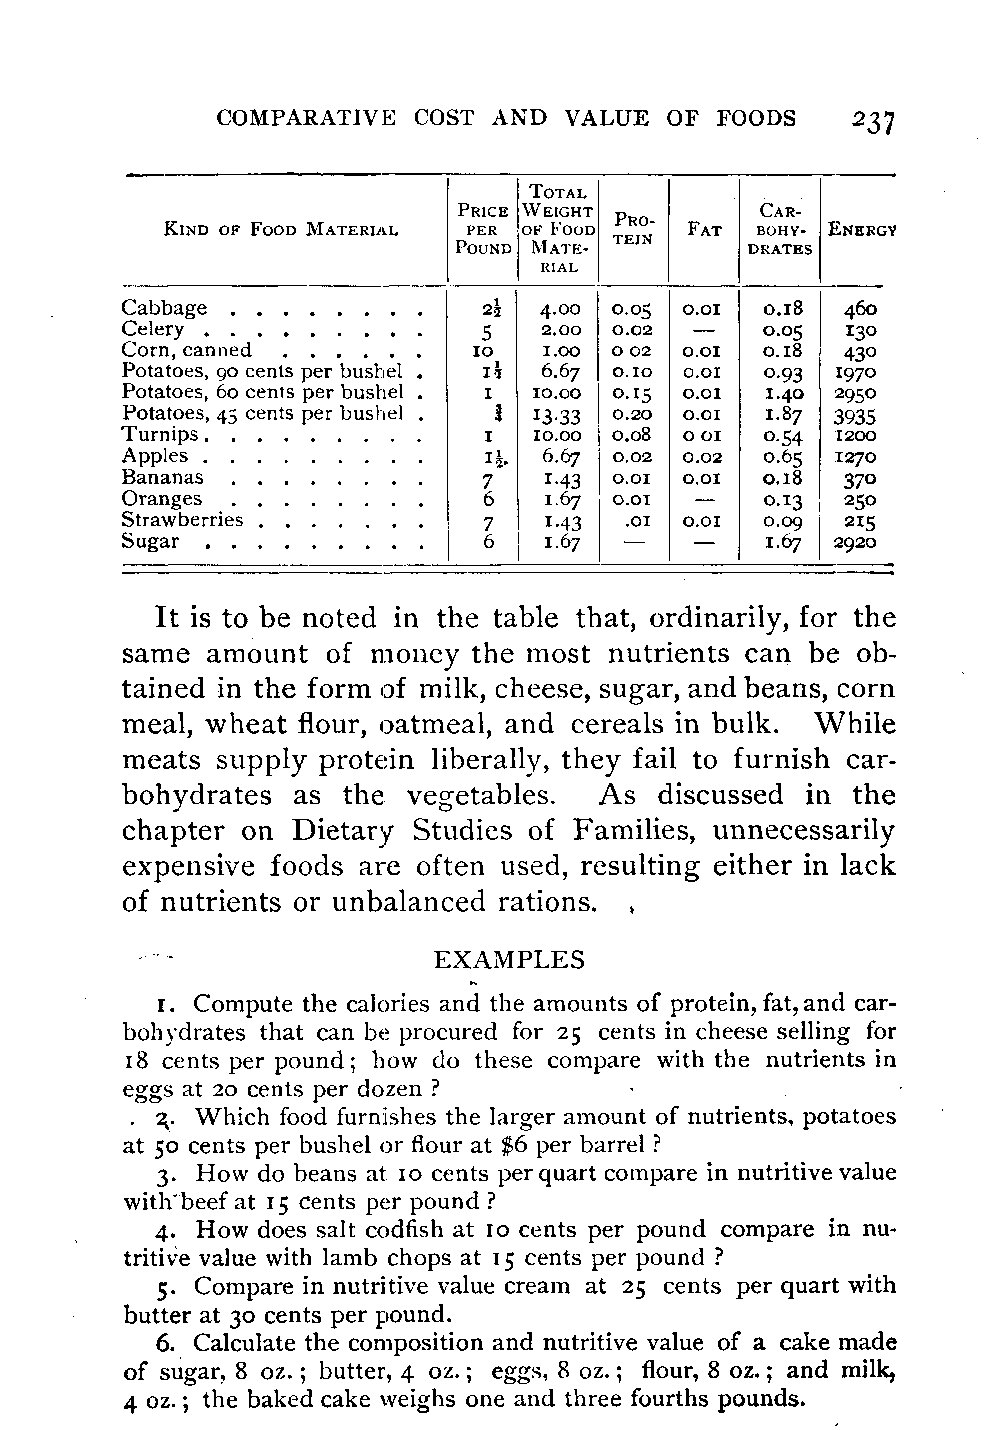 COMPARATIVE COST AND VALUE OF FOODS 237
KIND OF FOOD MATERIAL | PRICE PER POUND | TOTAL WEIGHT OF FOOD MATE-RIAL | PRO-TEIN | FAT | CAR-BOHY-DRATES | ENERGY
Cabbage . . . . . . . . 2½ 4.00 0.05 0.01 0.18 460
Celery . . . . . . . . . 5 2.00 0.02 — 0.05 130
Corn, canned . . . . . . 10 1.00 0 02 0.01 0.18 430
Potatoes, 90 cents per bushel . 1½ 6.67 0.10 0.01 0.93 1970
Potatoes, 60 cents per bushel . 1 10.00 0.15 0.01 1.40 2950
Potatoes, 45 cents per bushel . ¾ 13.33 0.20 0.01 1.87 3935
Turnips . . . . . . . . . 1 10.00 0.08 0 01 0.54 1200
Apples . . . . . . . . . 1½ 6.67 0.02 0.02 0.65 1270
Bananas . . . . . . . . 7 1.43 0.01 0.01 0.18 370
Oranges . . . . . . . . 6 1.67 0.01 — 0.13 250
Strawberries . . . . . . . 7 1.43 .01 0.01 0.09 215
Sugar . . . . . . . . . 6 1.67 — — 1.67 2920
It is to be noted in the table that, ordinarily, for the
same amount of money the most nutrients can be ob-
tained in the form of milk, cheese, sugar, and beans, corn
meal, wheat flour, oatmeal, and cereals in bulk. While
meats supply protein liberally, they fail to furnish car-
bohydrates as the vegetables. As discussed in the
chapter on Dietary Studies of Families, unnecessarily
expensive foods are often used, resulting either in lack
of nutrients or unbalanced rations.
EXAMPLES
1. Compute the calories and the amounts of protein, fat, and car-
bohydrates that can be procured for 25 cents in cheese selling for
18 cents per pound; how do these compare with the nutrients in
eggs at 20 cents per dozen ?
2. Which food furnishes the larger amount of nutrients, potatoes
at 50 cents per bushel or flour at $6 per barrel ?
3. How do beans at 10 cents per quart compare in nutritive value
with beef at 15 cents per pound ?
4. How does salt codfish at 10 cents per pound compare in nu-
tritive value with lamb chops at 15 cents per pound ?
5. Compare in nutritive value cream at 25 cents per quart with
butter at 30 cents per pound.
6. Calculate the composition and nutritive value of a cake made
of sugar, 8 oz.; butter, 4 oz.; eggs, 8 oz.; flour, 8 oz.; and milk,
4 oz.; the baked cake weighs one and three fourths pounds.